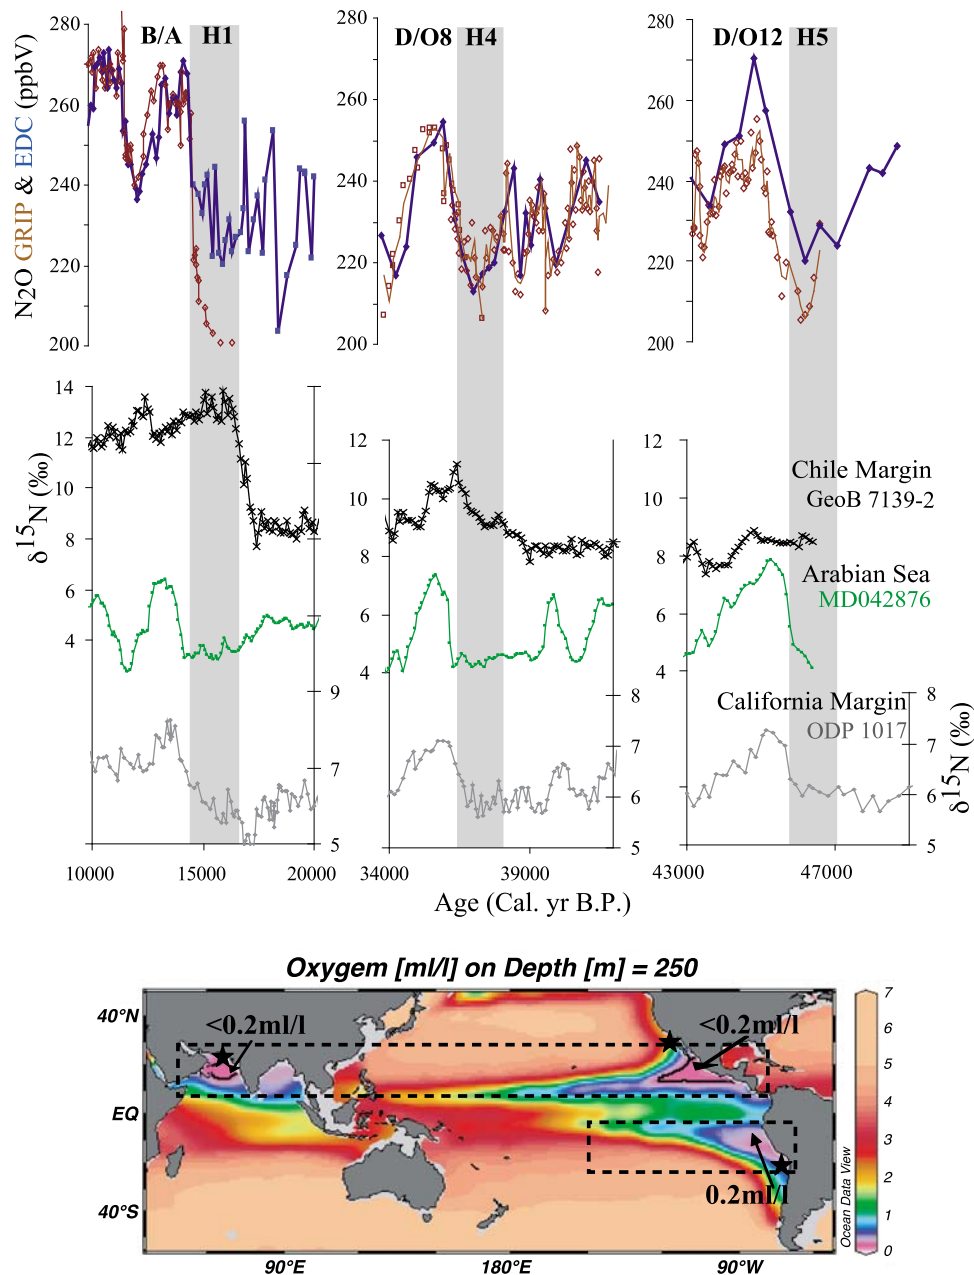 N2O GRIP & EDC (ppbV)
280
260
240
220
200
B/A H1
280
260
240
220
200
D/O8 H4
280
260
240
220
200
D/O12 H5
δ15N (‰)
14
12
10
8
6
4
9
7
5
12
10
8
6
4
8
7
6
5
12
10
8
6
4
Chile Margin
GeoB 7139-2
Arabian Sea
MD042876
California Margin
ODP 1017
8
7
6
5
δ15N (‰)
10000 15000 20000
34000 39000
43000 47000
Age (Cal. yr B.P.)
Oxygem [ml/l] on Depth [m] = 250
40°N
EQ
40°S
<0.2ml/l
<0.2ml/l
0.2ml/l
Ocean Data View
7
6
5
4
3
2
1
0
90°E 180°E 90°W